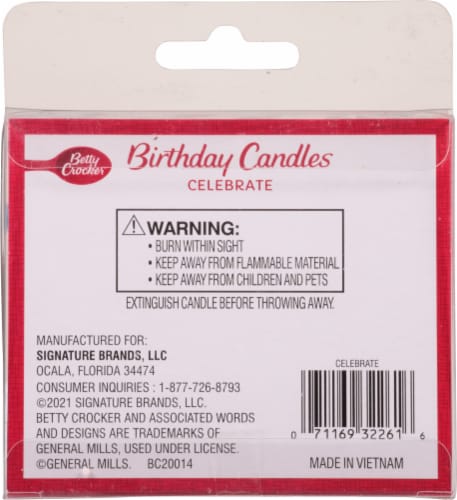 Betty
Crocker
Birthday Candles
CELEBRATE
WARNING:
• BURN WITHIN SIGHT
• KEEP AWAY FROM FLAMMABLE MATERIAL
• KEEP AWAY FROM CHILDREN AND PETS
EXTINGUISH CANDLE BEFORE THROWING AWAY.
MANUFACTURED FOR:
SIGNATURE BRANDS, LLC
OCALA, FLORIDA 34474
CONSUMER INQUIRIES : 1-877-726-8793
©2021 SIGNATURE BRANDS, LLC.
BETTY CROCKER AND ASSOCIATED WORDS
AND DESIGNS ARE TRADEMARKS OF
GENERAL MILLS, USED UNDER LICENSE.
©GENERAL MILLS. BC20014
CELEBRATE
0 71169 32261 6
MADE IN VIETNAM